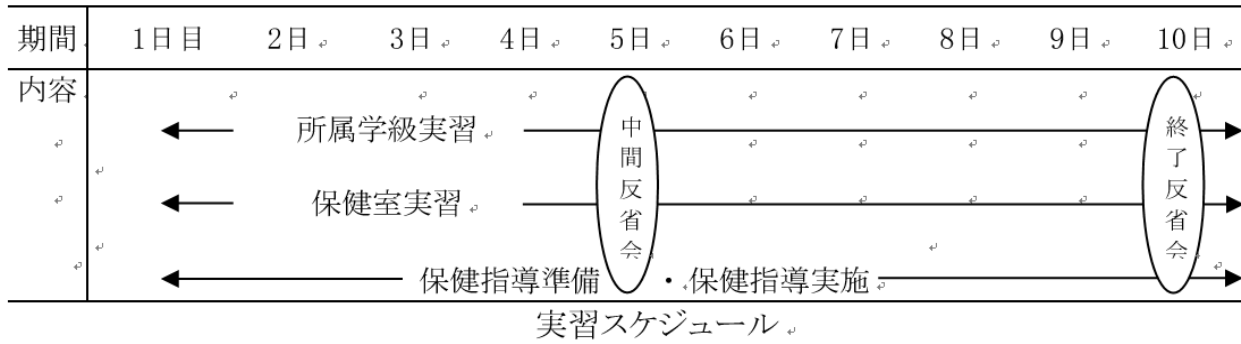 期間 1日目 2日 3日 4日 5日 6日 7日 8日 9日 10日
内容
所属学級実習
保健室実習
保健指導準備 ・保健指導実施
中間反省会
終了反省会
実習スケジュール